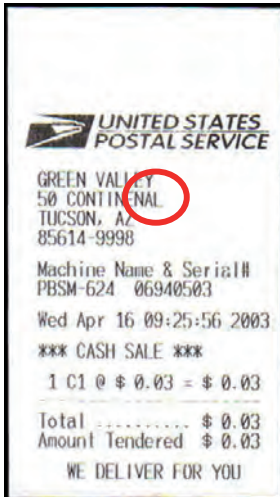 UNITED STATES
POSTAL SERVICE
GREEN VALLEY
50 CONTINENAL
TUCSON, AZ
85614-9998
Machine Name & Serial#
PBSM-624 06940503
Wed Apr 16 09:25:56 2003
*** CASH SALE ***
1 C1 @ $ 0.03 = $ 0.03
Total .......... $ 0.03
Amount Tendered $ 0.03
WE DELIVER FOR YOU